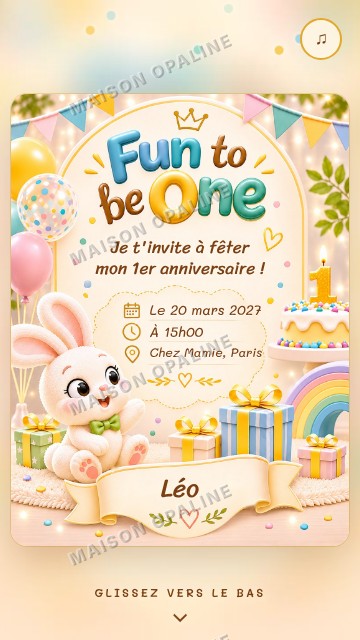 MAISON OPALINE
Fun to
be One
MAISON OPALINE
Je t'invite à fêter
mon 1er anniversaire !
1
Le 20 mars 2027
À 15h00
Chez Mamie, Paris
MAISON OPALINE
Léo
MAISON OPALINE
GLISSEZ VERS LE BAS